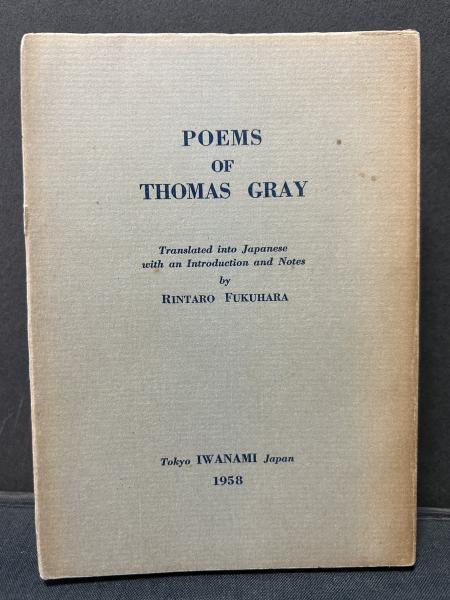 POEMS
OF
THOMAS GRAY
Translated into Japanese
with an Introduction and Notes
by
RINTARO FUKUHARA
Tokyo IWANAMI Japan
1958